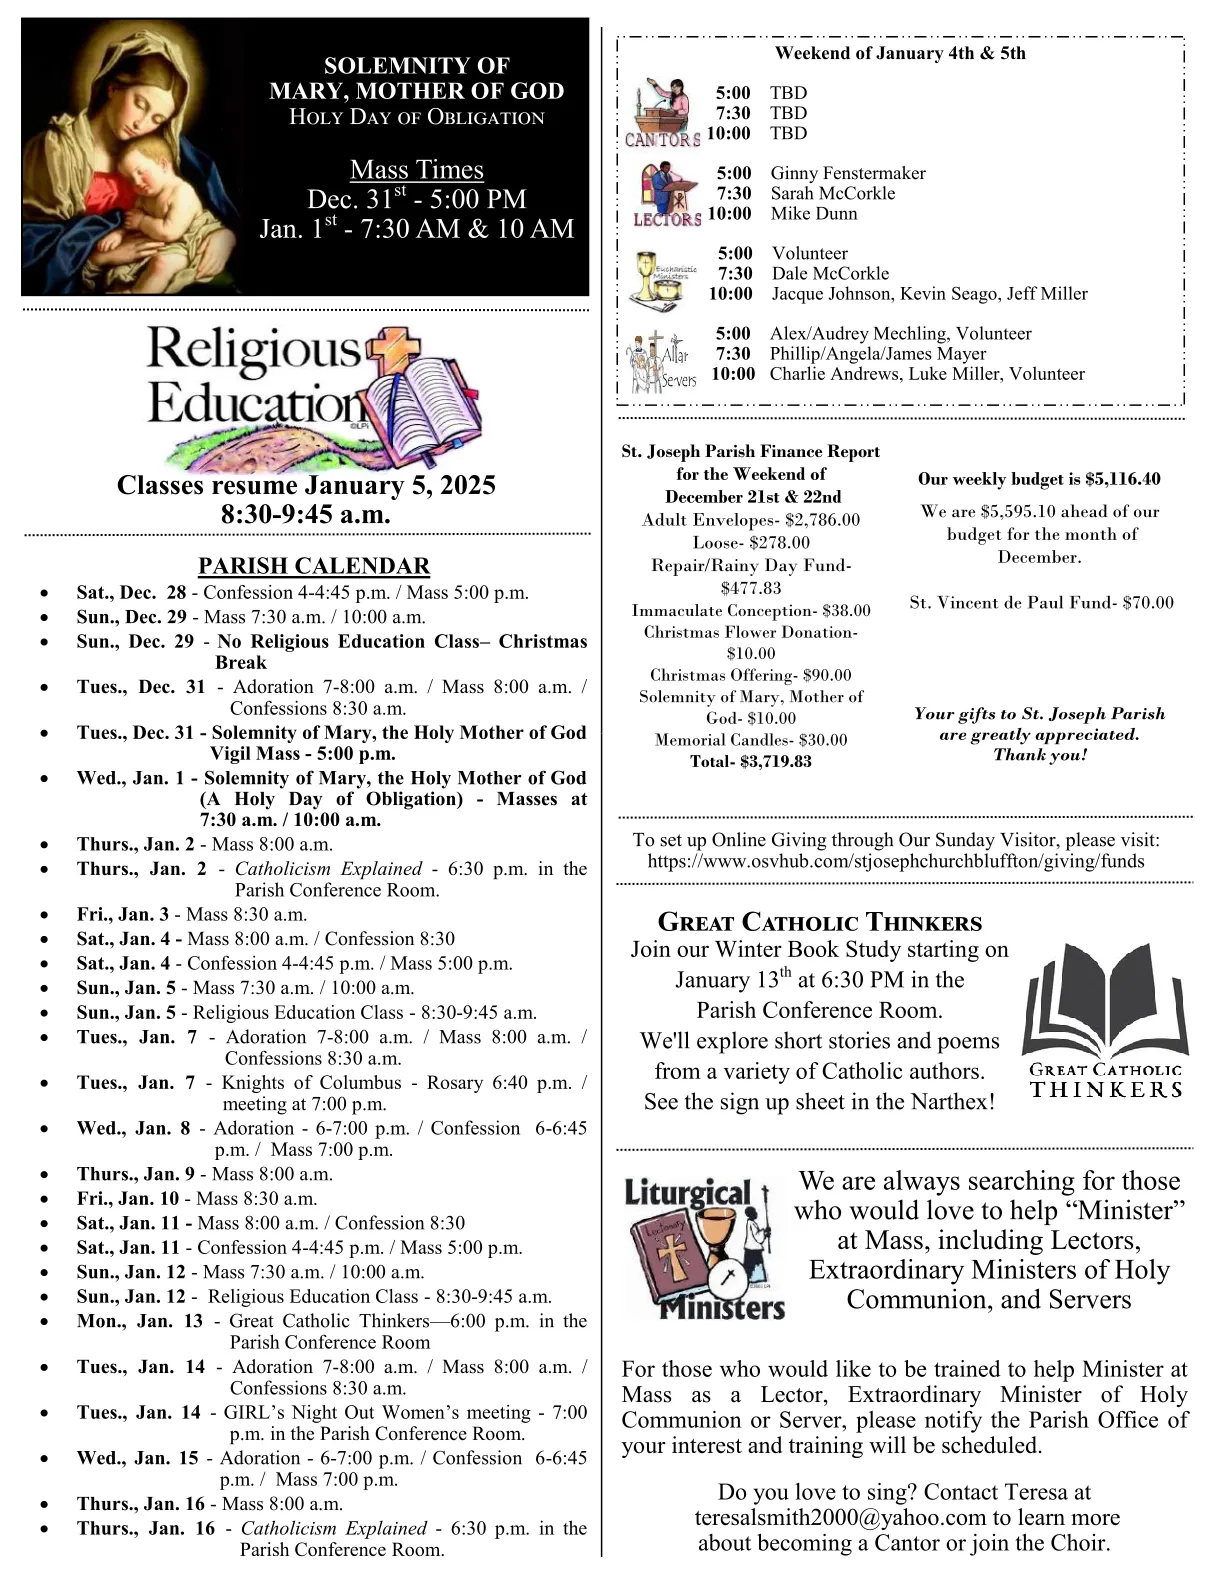 SOLEMNITY OF
MARY, MOTHER OF GOD
HOLY DAY OF OBLIGATION
Mass Times
Dec. 31st - 5:00 PM
Jan. 1st - 7:30 AM & 10 AM
Religious
Education
©LPi
Classes resume January 5, 2025
8:30-9:45 a.m.
PARISH CALENDAR
• Sat., Dec. 28 - Confession 4-4:45 p.m. / Mass 5:00 p.m.
• Sun., Dec. 29 - Mass 7:30 a.m. / 10:00 a.m.
• Sun., Dec. 29 - No Religious Education Class– Christmas
Break
• Tues., Dec. 31 - Adoration 7-8:00 a.m. / Mass 8:00 a.m. /
Confessions 8:30 a.m.
• Tues., Dec. 31 - Solemnity of Mary, the Holy Mother of God
Vigil Mass - 5:00 p.m.
• Wed., Jan. 1 - Solemnity of Mary, the Holy Mother of God
(A Holy Day of Obligation) - Masses at
7:30 a.m. / 10:00 a.m.
• Thurs., Jan. 2 - Mass 8:00 a.m.
• Thurs., Jan. 2 - Catholicism Explained - 6:30 p.m. in the
Parish Conference Room.
• Fri., Jan. 3 - Mass 8:30 a.m.
• Sat., Jan. 4 - Mass 8:00 a.m. / Confession 8:30
• Sat., Jan. 4 - Confession 4-4:45 p.m. / Mass 5:00 p.m.
• Sun., Jan. 5 - Mass 7:30 a.m. / 10:00 a.m.
• Sun., Jan. 5 - Religious Education Class - 8:30-9:45 a.m.
• Tues., Jan. 7 - Adoration 7-8:00 a.m. / Mass 8:00 a.m. /
Confessions 8:30 a.m.
• Tues., Jan. 7 - Knights of Columbus - Rosary 6:40 p.m. /
meeting at 7:00 p.m.
• Wed., Jan. 8 - Adoration - 6-7:00 p.m. / Confession 6-6:45
p.m. / Mass 7:00 p.m.
• Thurs., Jan. 9 - Mass 8:00 a.m.
• Fri., Jan. 10 - Mass 8:30 a.m.
• Sat., Jan. 11 - Mass 8:00 a.m. / Confession 8:30
• Sat., Jan. 11 - Confession 4-4:45 p.m. / Mass 5:00 p.m.
• Sun., Jan. 12 - Mass 7:30 a.m. / 10:00 a.m.
• Sun., Jan. 12 - Religious Education Class - 8:30-9:45 a.m.
• Mon., Jan. 13 - Great Catholic Thinkers—6:00 p.m. in the
Parish Conference Room
• Tues., Jan. 14 - Adoration 7-8:00 a.m. / Mass 8:00 a.m. /
Confessions 8:30 a.m.
• Tues., Jan. 14 - GIRL’s Night Out Women’s meeting - 7:00
p.m. in the Parish Conference Room.
• Wed., Jan. 15 - Adoration - 6-7:00 p.m. / Confession 6-6:45
p.m. / Mass 7:00 p.m.
• Thurs., Jan. 16 - Mass 8:00 a.m.
• Thurs., Jan. 16 - Catholicism Explained - 6:30 p.m. in the
Parish Conference Room.
Weekend of January 4th & 5th
CANTORS
5:00 TBD
7:30 TBD
10:00 TBD
LECTORS
5:00 Ginny Fenstermaker
7:30 Sarah McCorkle
10:00 Mike Dunn
Eucharistic
Ministers
5:00 Volunteer
7:30 Dale McCorkle
10:00 Jacque Johnson, Kevin Seago, Jeff Miller
Altar
Servers
5:00 Alex/Audrey Mechling, Volunteer
7:30 Phillip/Angela/James Mayer
10:00 Charlie Andrews, Luke Miller, Volunteer
St. Joseph Parish Finance Report
for the Weekend of
December 21st & 22nd
Adult Envelopes- $2,786.00
Loose- $278.00
Repair/Rainy Day Fund-
$477.83
Immaculate Conception- $38.00
Christmas Flower Donation-
$10.00
Christmas Offering- $90.00
Solemnity of Mary, Mother of
God- $10.00
Memorial Candles- $30.00
Total- $3,719.83
Our weekly budget is $5,116.40
We are $5,595.10 ahead of our
budget for the month of
December.
St. Vincent de Paul Fund- $70.00
Your gifts to St. Joseph Parish
are greatly appreciated.
Thank you!
To set up Online Giving through Our Sunday Visitor, please visit:
https://www.osvhub.com/stjosephchurchbluffton/giving/funds
GREAT CATHOLIC THINKERS
Join our Winter Book Study starting on
January 13th at 6:30 PM in the
Parish Conference Room.
We'll explore short stories and poems
from a variety of Catholic authors.
See the sign up sheet in the Narthex!
GREAT CATHOLIC
THINKERS
Liturgical
Lectionary
Ministers
We are always searching for those
who would love to help “Minister”
at Mass, including Lectors,
Extraordinary Ministers of Holy
Communion, and Servers
For those who would like to be trained to help Minister at
Mass as a Lector, Extraordinary Minister of Holy
Communion or Server, please notify the Parish Office of
your interest and training will be scheduled.
Do you love to sing? Contact Teresa at
teresalsmith2000@yahoo.com to learn more
about becoming a Cantor or join the Choir.